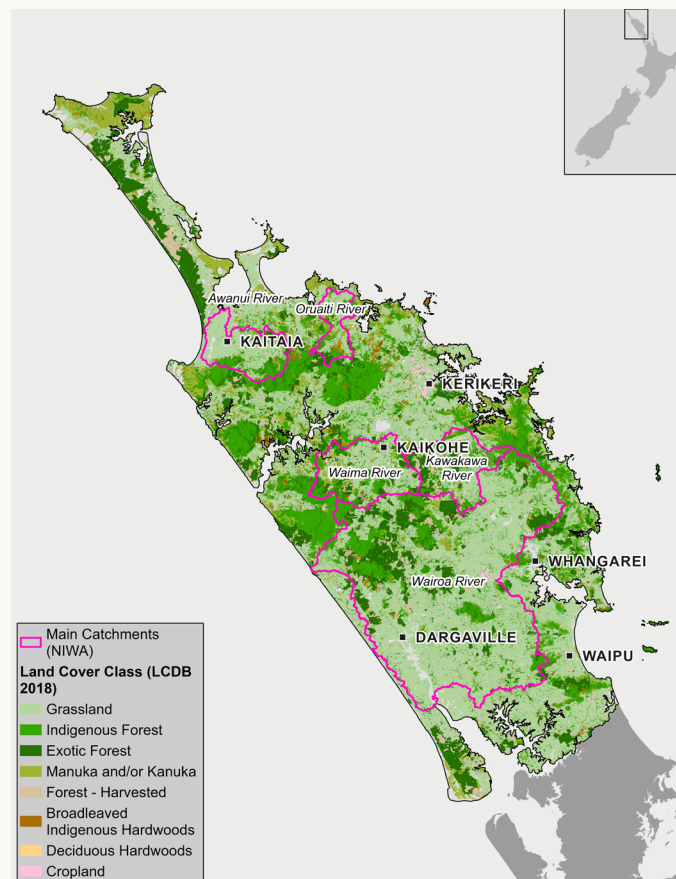 Awanui River
Oruaiti River
KAITAIA
KERIKERI
KAIKOHE
Waima River
Kawakawa
River
WHANGAREI
Wairoa River
DARGAVILLE
WAIPU
Main Catchments
(NIWA)
Land Cover Class (LCDB
2018)
Grassland
Indigenous Forest
Exotic Forest
Manuka and/or Kanuka
Forest - Harvested
Broadleaved
Indigenous Hardwoods
Deciduous Hardwoods
Cropland